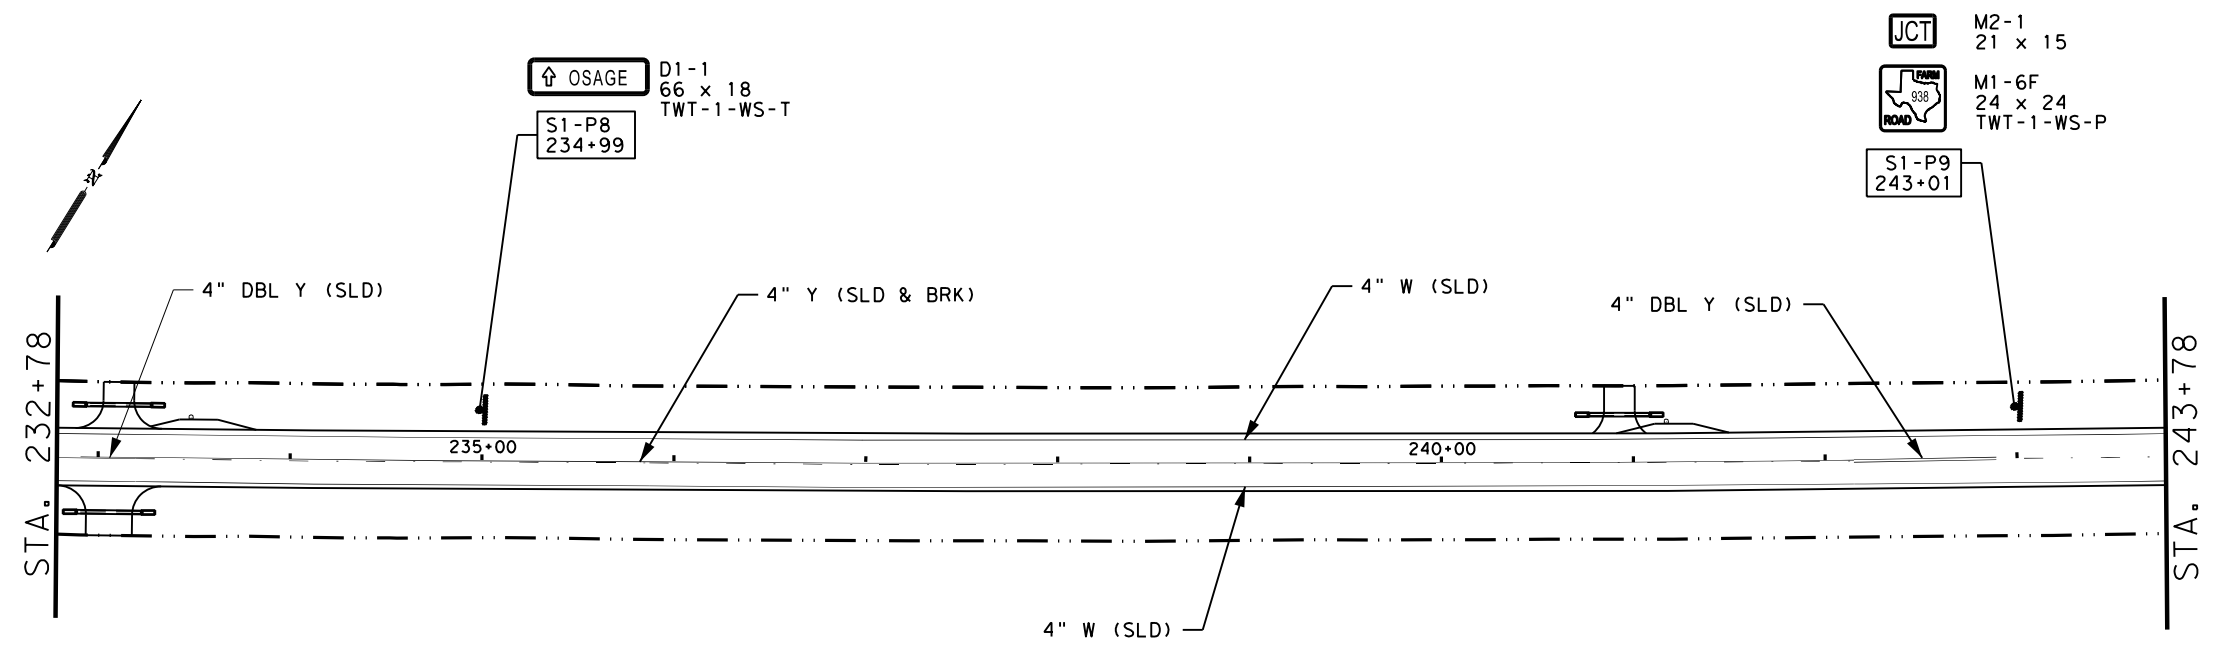 JCT
M2-1
21 x 15
OSAGE
D1-1
66 x 18
TWT-1-WS-T
FARM
938
ROAD
M1-6F
24 x 24
TWT-1-WS-P
S1-P8
234+99
S1-P9
243+01
N
4" DBL Y (SLD)
4" Y (SLD & BRK)
4" W (SLD)
4" DBL Y (SLD)
STA. 232+78
235+00
240+00
STA. 243+78
4" W (SLD)